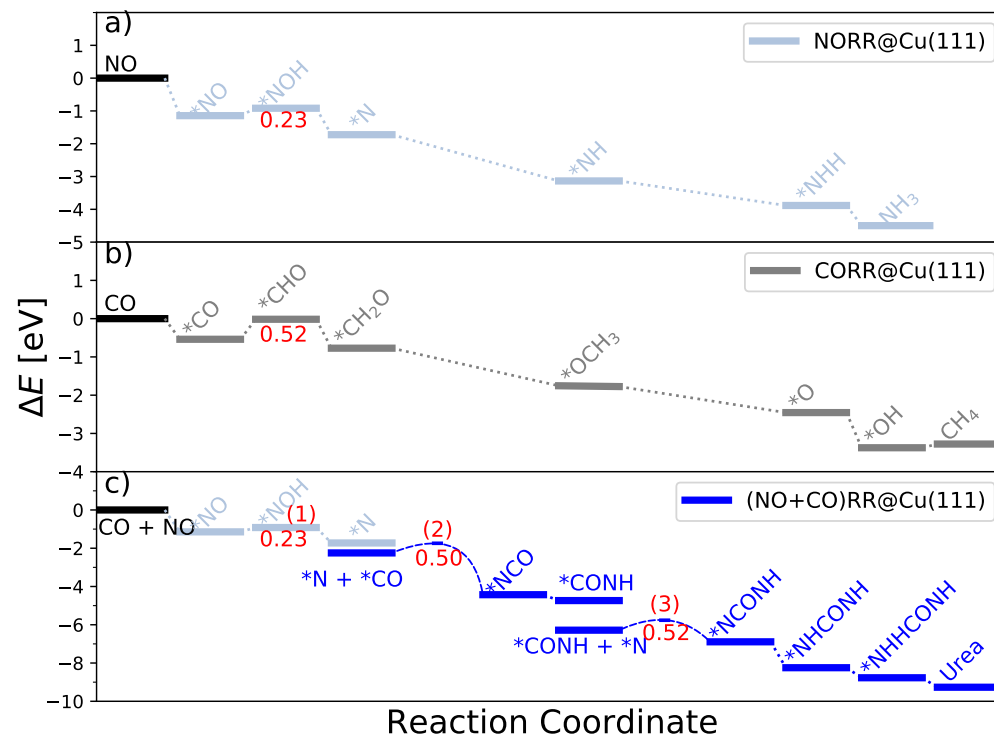 a)
NORR@Cu(111)
2
1
0
−1
−2
−3
−4
−5
NO
*NO
*NOH
0.23
*N
*NH
*NHH
NH₃
b)
CORR@Cu(111)
1
0
−1
−2
−3
−4
CO
*CO
*CHO
0.52
*CH₂O
*OCH₃
*O
*OH
CH₄
ΔE [eV]
c)
(NO+CO)RR@Cu(111)
0
−2
−4
−6
−8
−10
CO + NO
*NO
*NOH
(1)
0.23
*N
*N + *CO
(2)
0.50
*NCO
*CONH
*CONH + *N
(3)
0.52
*NCONH
*NHCONH
*NHHCONH
Urea
Reaction Coordinate